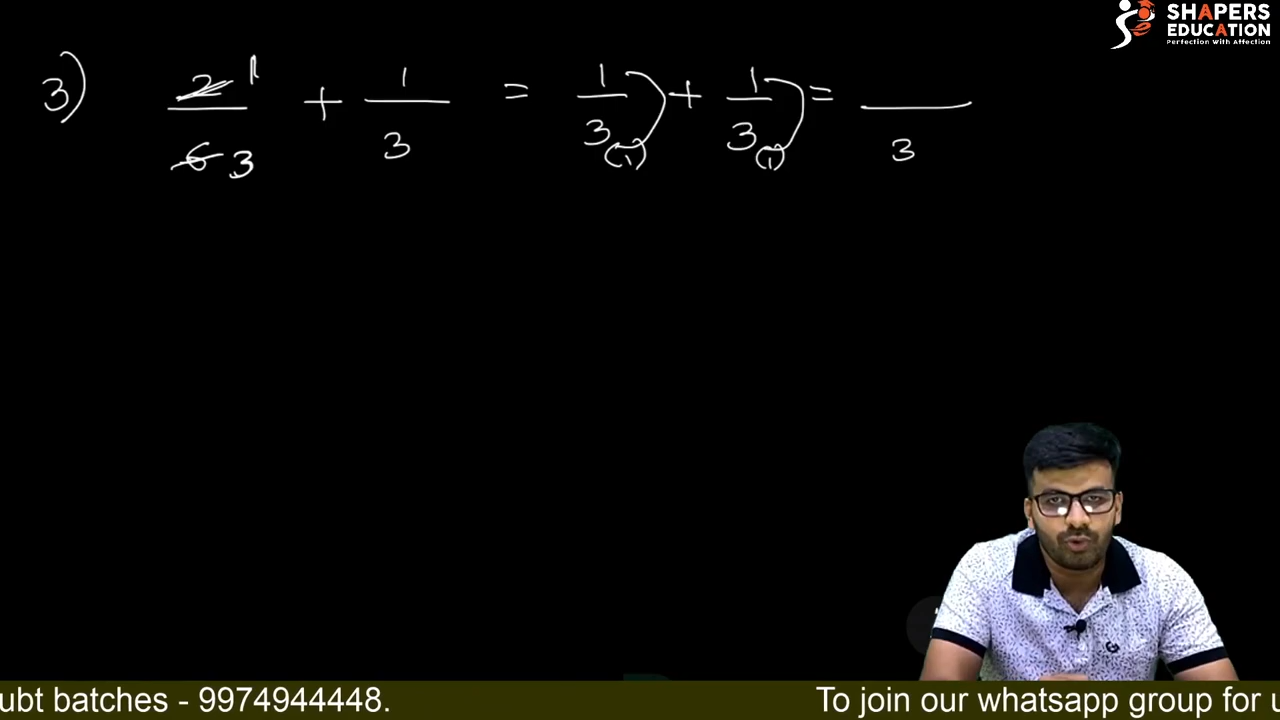 SHAPERS
EDUCATION
Perfection With Affection
3) 2 1 + 1 = 1 + 1 =
6 3 3 3 (1) 3 (1) 3
ubt batches - 9974944448. To join our whatsapp group for u